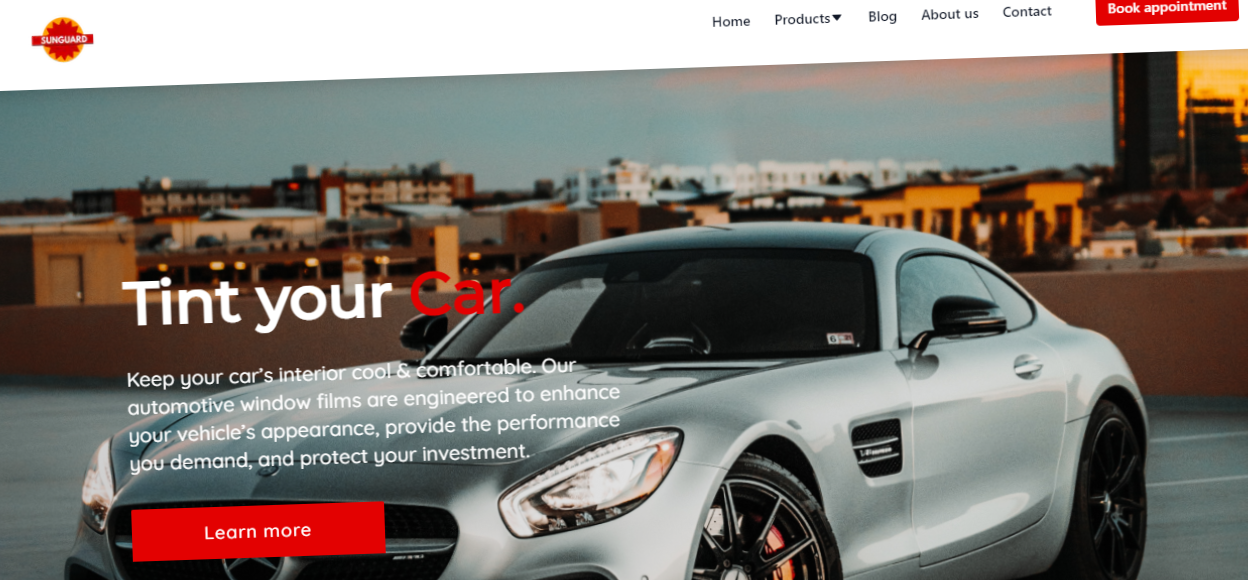 SUNGUARD
Home Products Blog About us Contact Book appointment
Tint your Car.
Keep your car's interior cool & comfortable. Our
automotive window films are engineered to enhance
your vehicle's appearance, provide the performance
you demand, and protect your investment.
Learn more